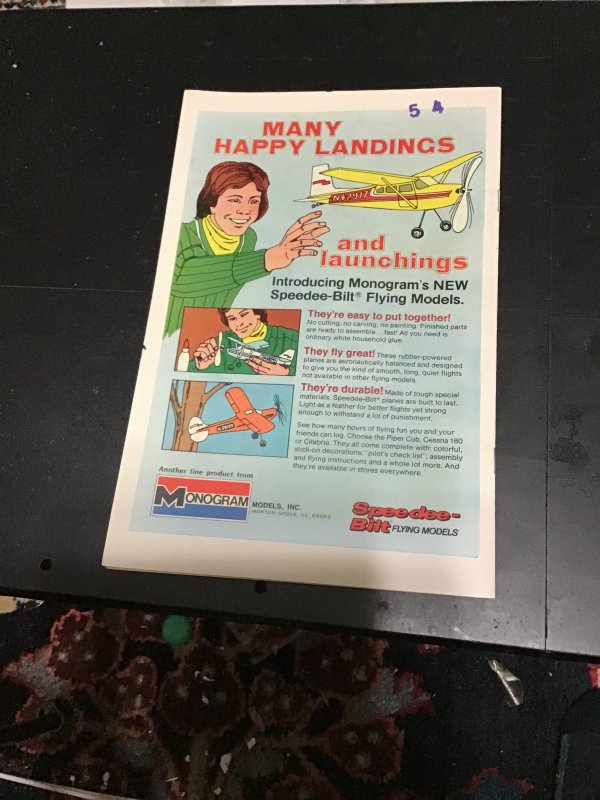 5 4
MANY
HAPPY LANDINGS
N47977
and
launchings
Introducing Monogram's NEW
Speedee-Bilt® Flying Models.
They're easy to put together!
No cutting, no carving, no painting. Finished parts
are ready to assemble . . . fast! All you need is
ordinary white household glue.
They fly great! These rubber-powered
planes are aeronautically balanced and designed
to give you the kind of smooth, long, quiet flights
not available in other flying models.
They're durable! Made of tough special
materials, Speedee-Bilt® planes are built to last.
Light as a feather for better flights yet strong
enough to withstand a lot of punishment.
See how many hours of flying fun you and your
friends can log. Choose the Piper Cub, Cessna 180
or Citabria. They all come complete with: colorful,
stick-on decorations; "pilot's check list"; assembly
and flying instructions and a whole lot more. And
they're available in stores everywhere.
Another fine product from
MONOGRAM MODELS, INC.
MORTON GROVE, ILL. 60053
Speedee-
Bilt FLYING MODELS